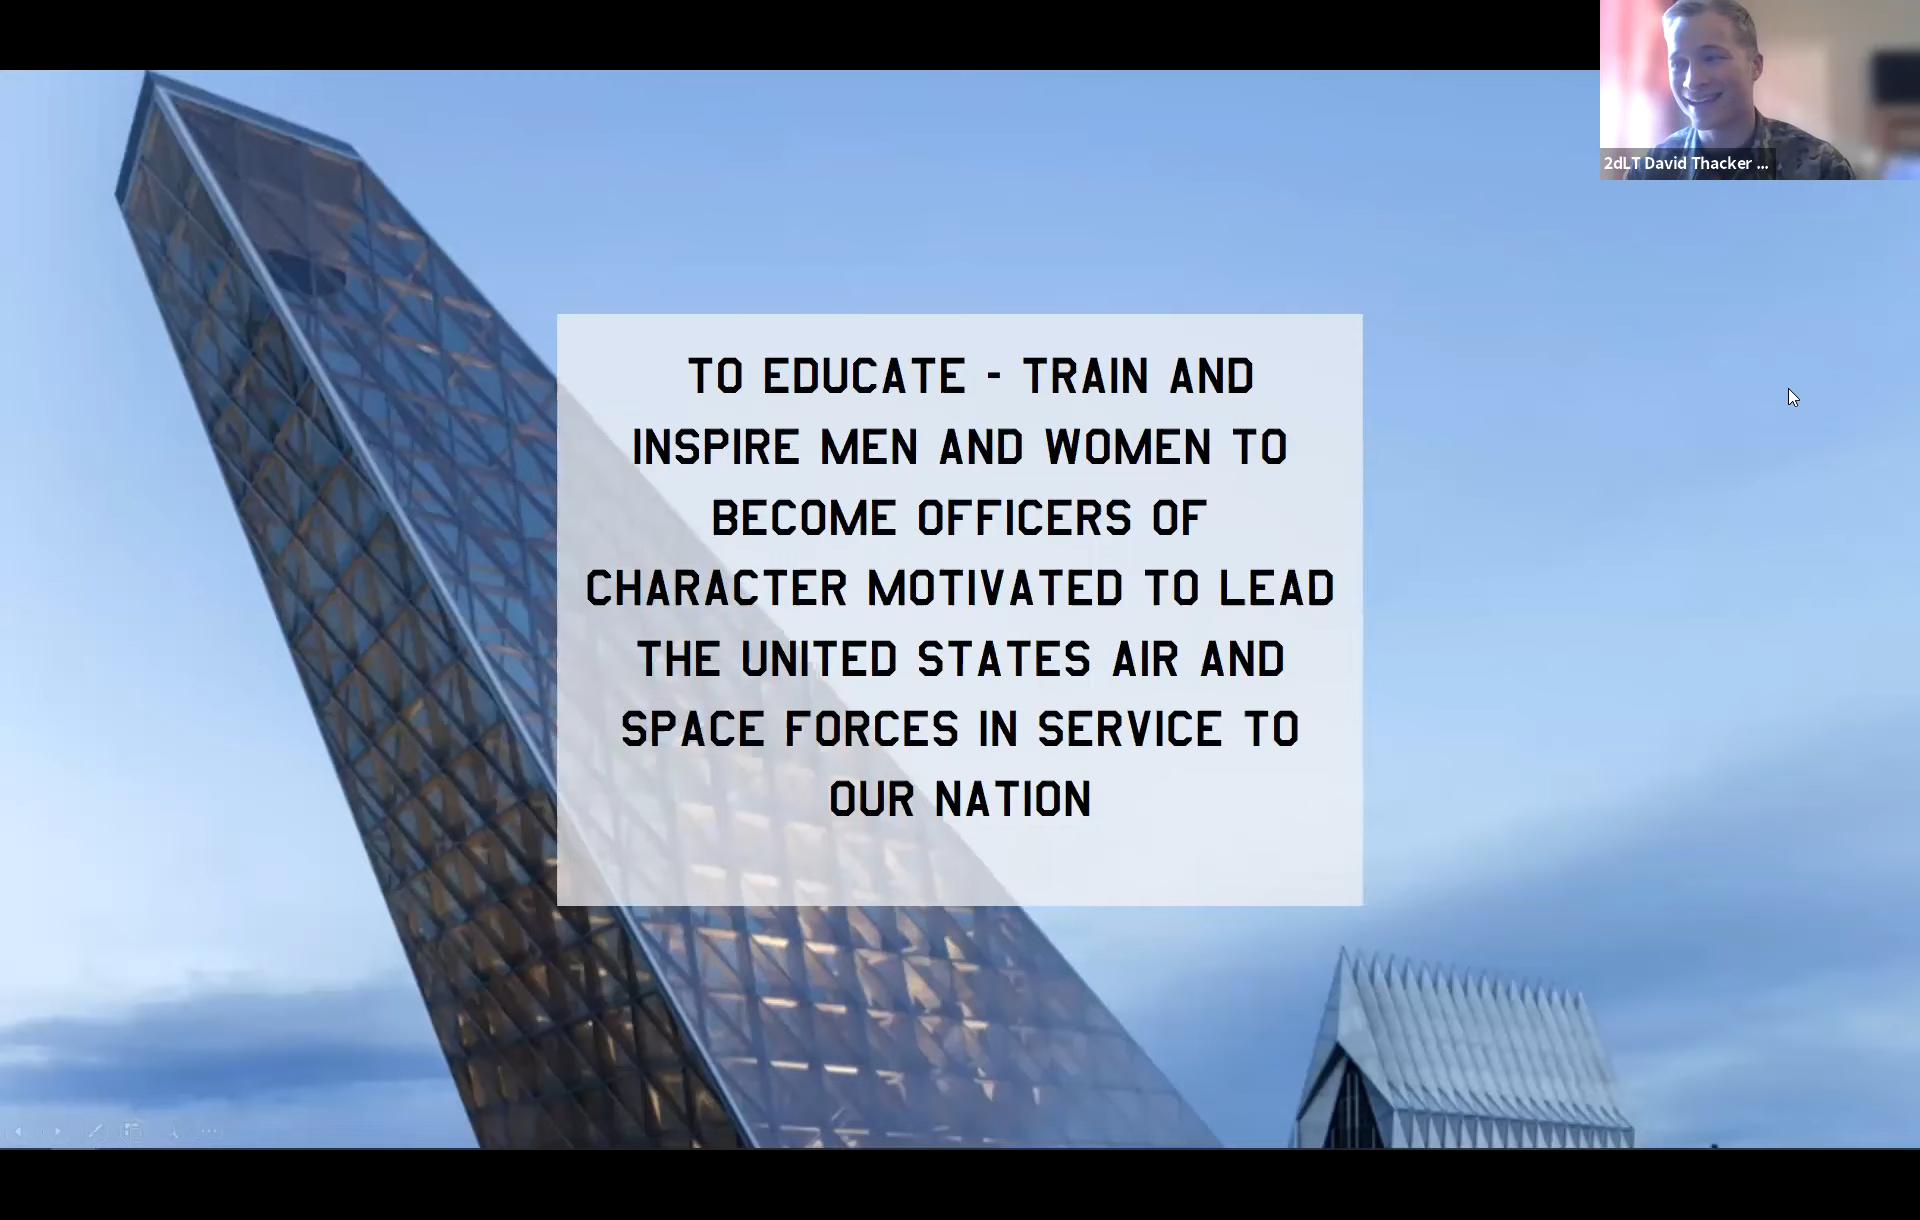 2dLT David Thacker ...
TO EDUCATE - TRAIN AND
INSPIRE MEN AND WOMEN TO
BECOME OFFICERS OF
CHARACTER MOTIVATED TO LEAD
THE UNITED STATES AIR AND
SPACE FORCES IN SERVICE TO
OUR NATION